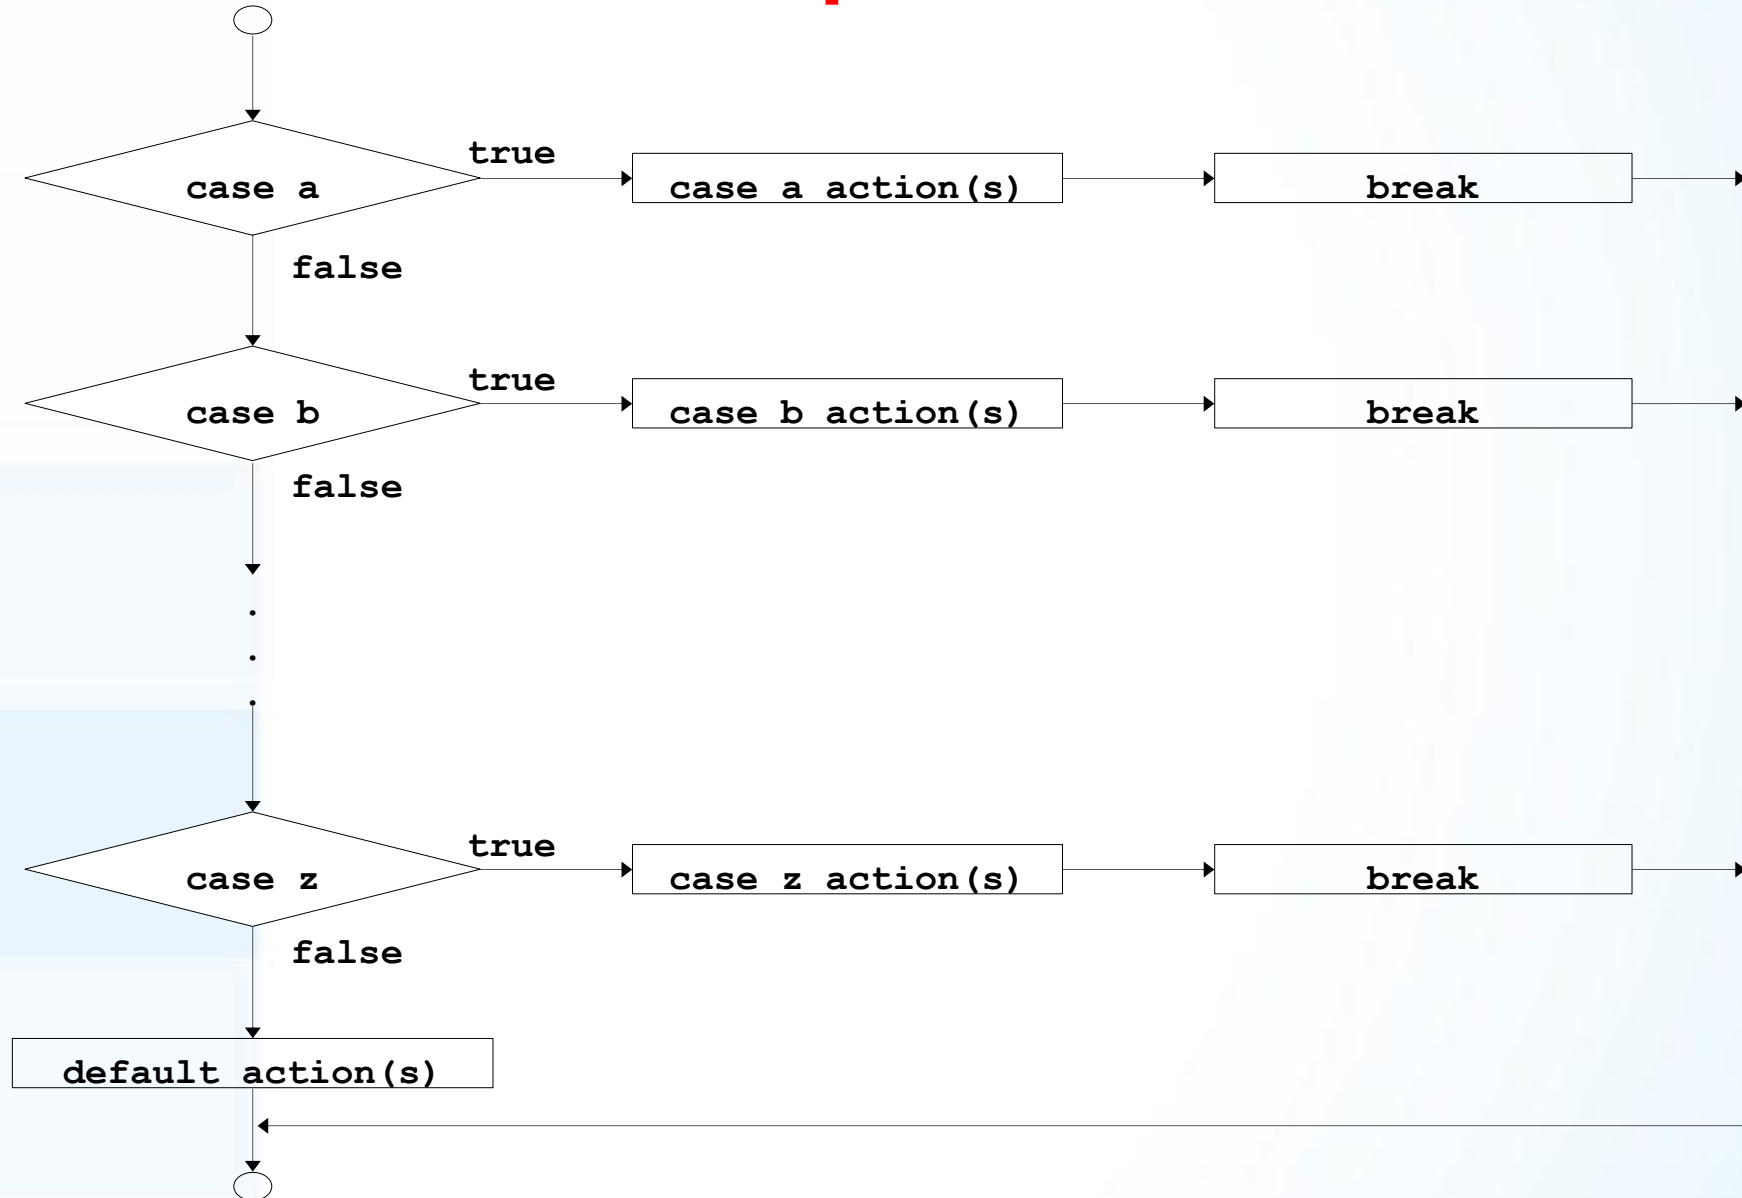 true
case a
case a action(s)
break
false
true
case b
case b action(s)
break
false
.
.
.
true
case z
case z action(s)
break
false
default action(s)